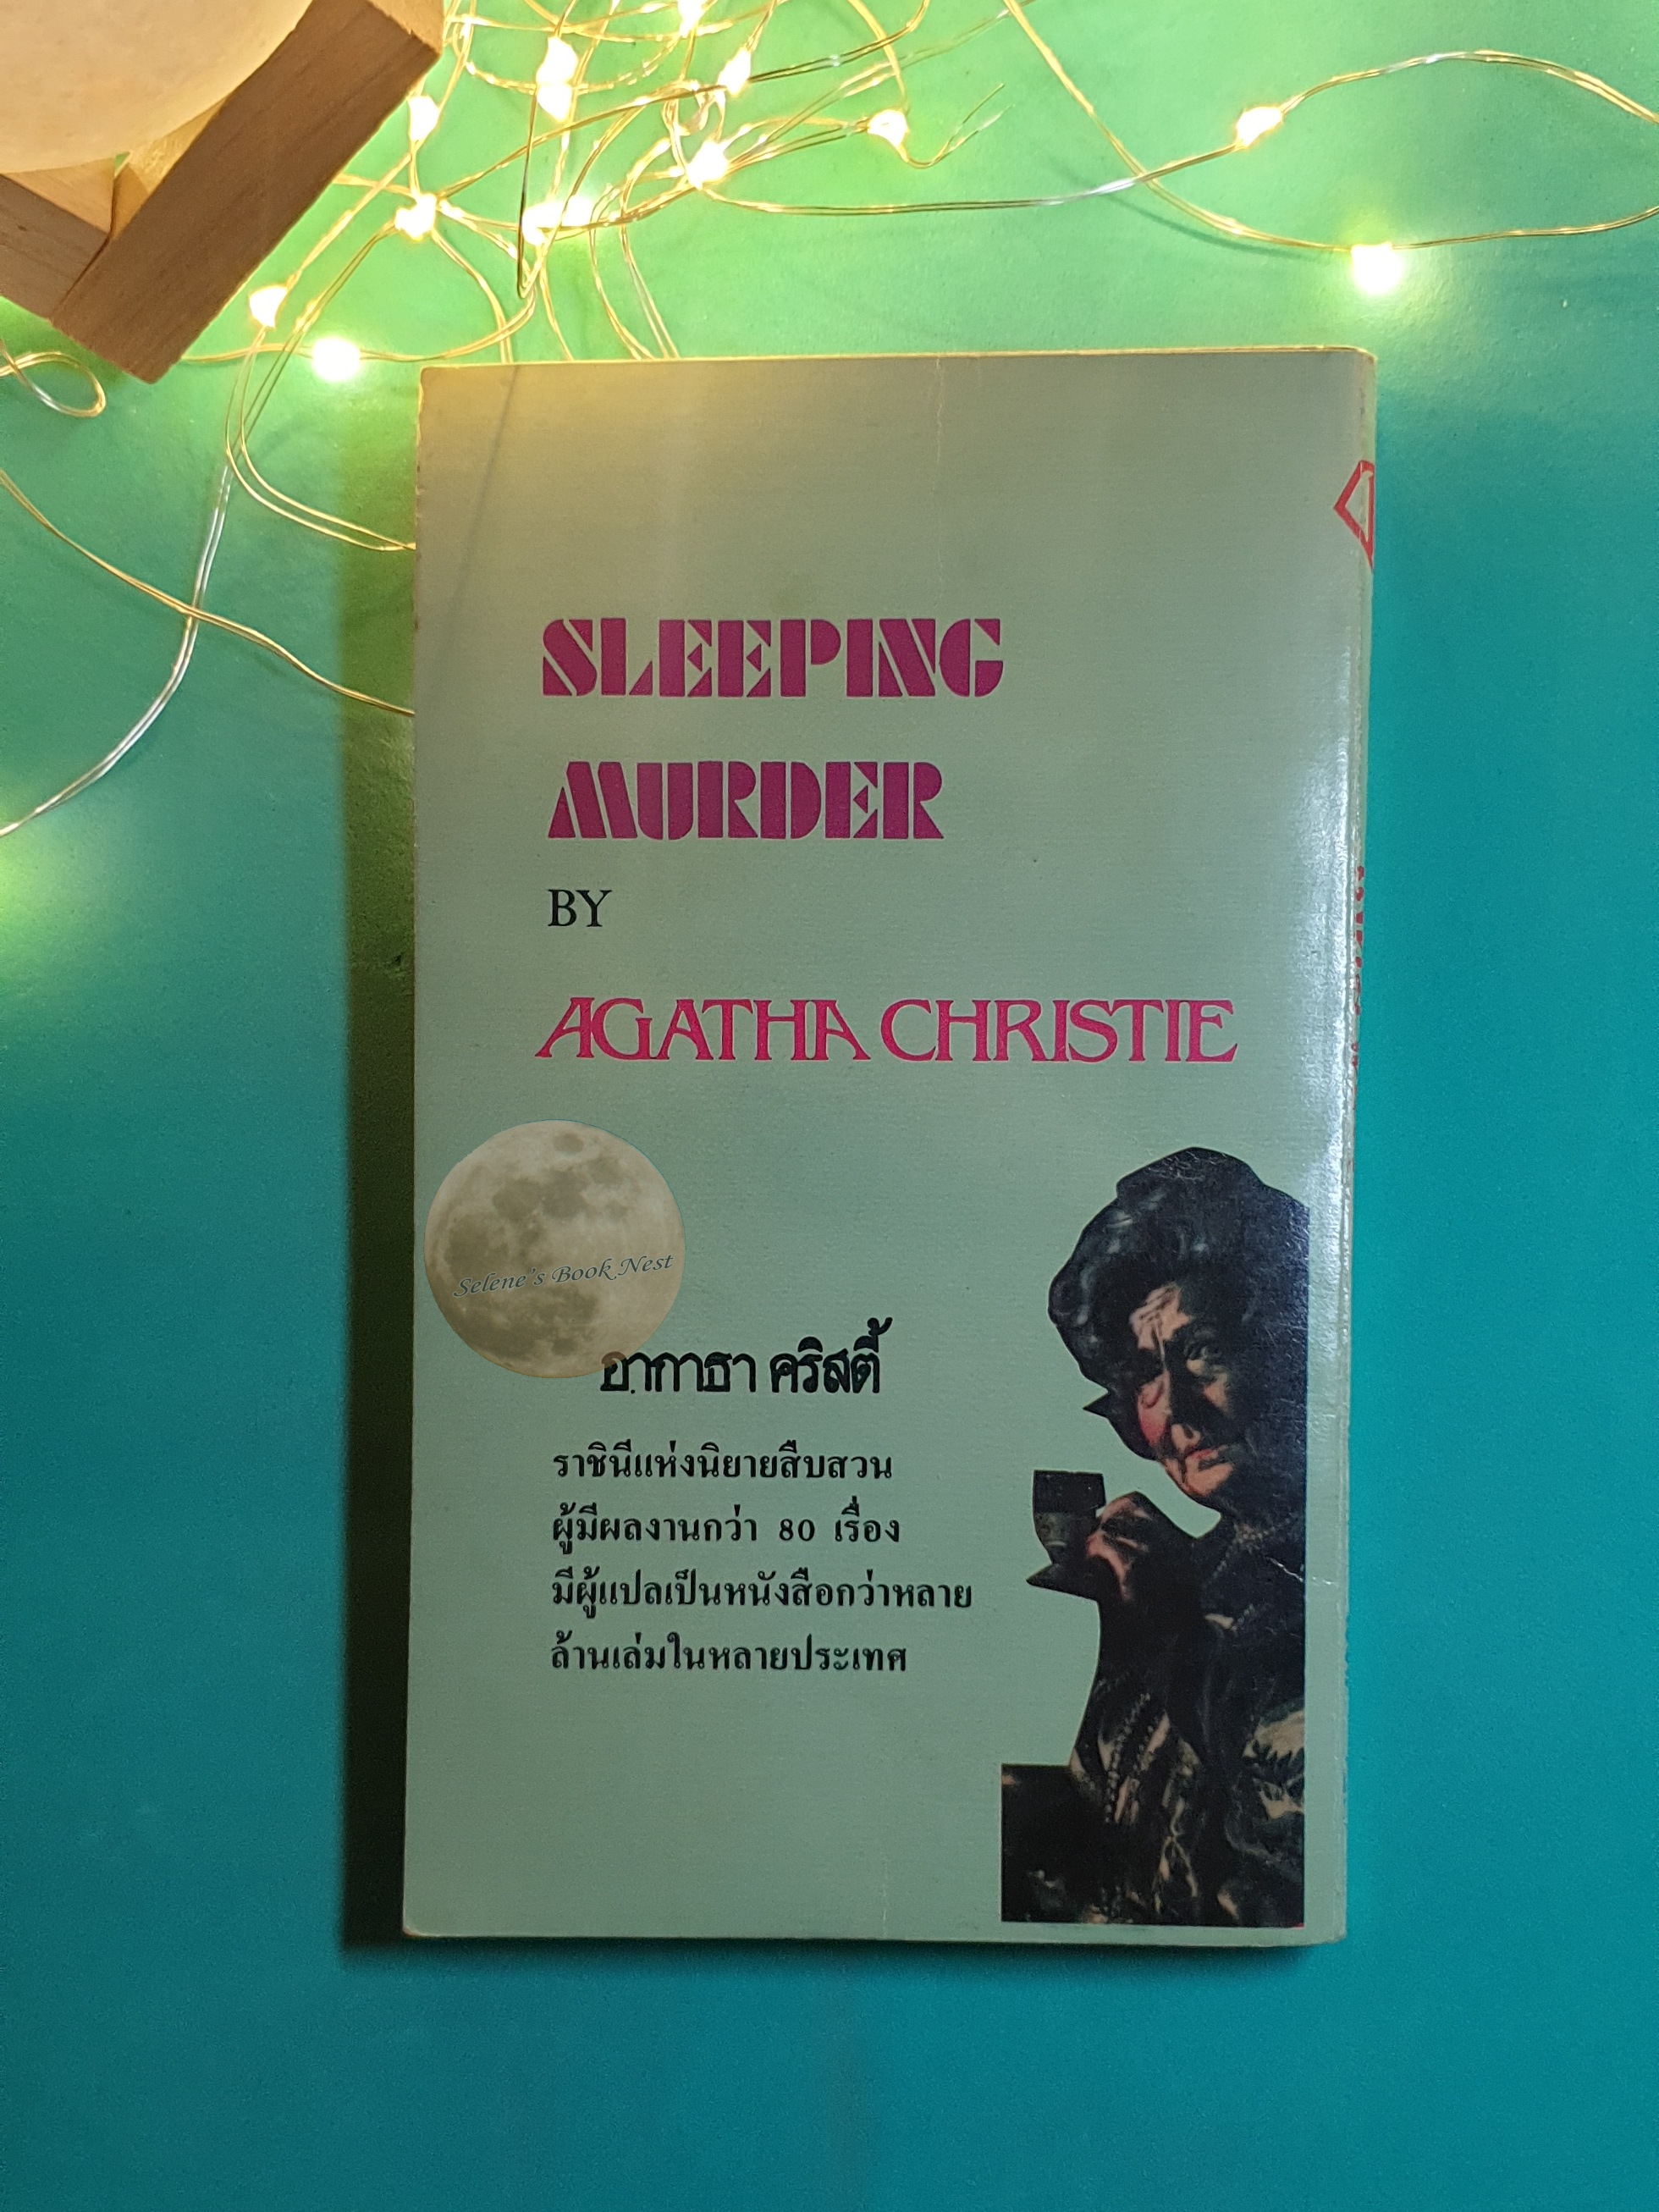 SLEEPING
MURDER
BY
AGATHA CHRISTIE
Selene's Book Nest
อากาธา คริสตี้
ราชินีแห่งนิยายสืบสวน
ผู้มีผลงานกว่า 80 เรื่อง
มีผู้แปลเป็นหนังสือกว่าหลาย
ล้านเล่มในหลายประเทศ